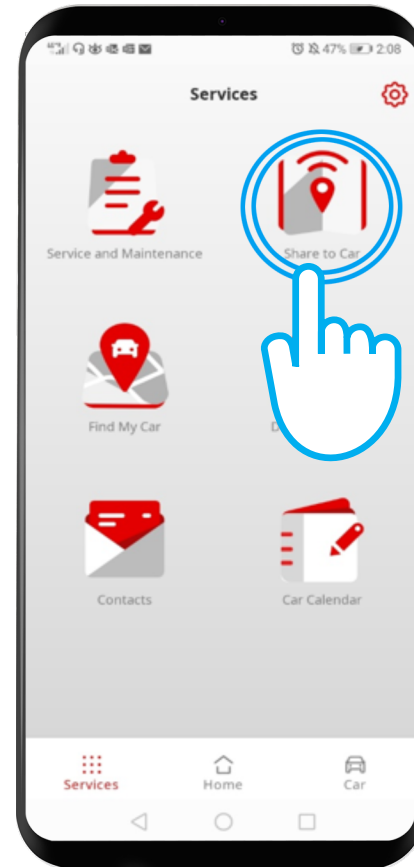 47% 2:08
Services
Service and Maintenance
Share to Car
Find My Car
Contacts
Car Calendar
Services
Home
Car